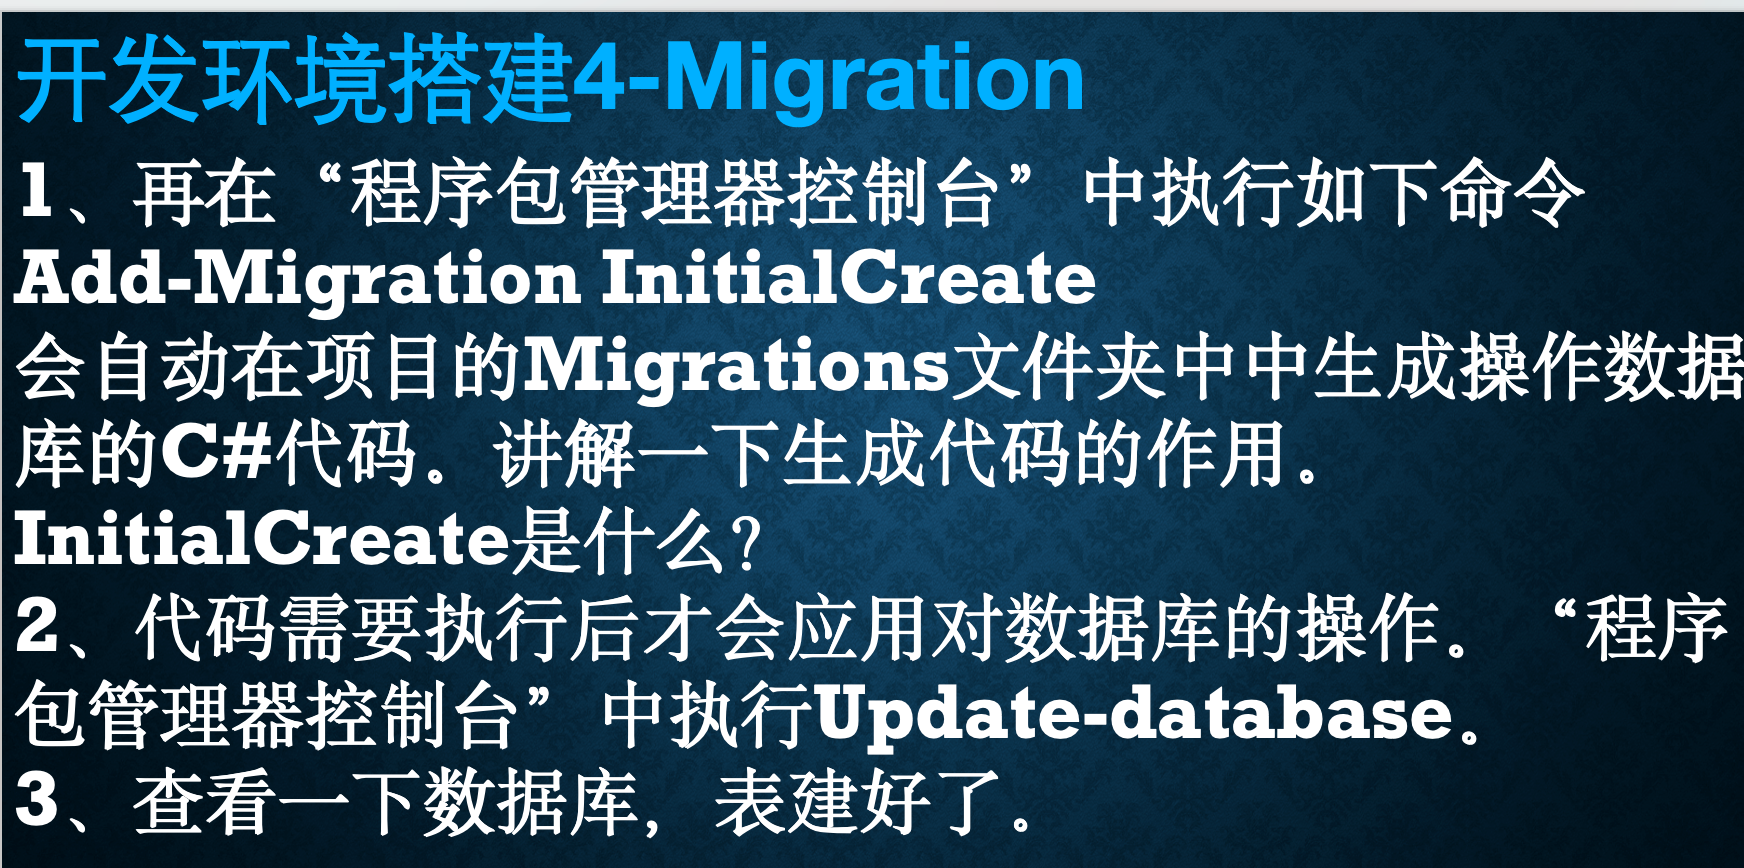 开发环境搭建4-Migration
1、再在“程序包管理器控制台”中执行如下命令
Add-Migration InitialCreate
会自动在项目的Migrations文件夹中中生成操作数据
库的C#代码。讲解一下生成代码的作用。
InitialCreate是什么？
2、代码需要执行后才会应用对数据库的操作。“程序
包管理器控制台”中执行Update-database。
3、查看一下数据库，表建好了。